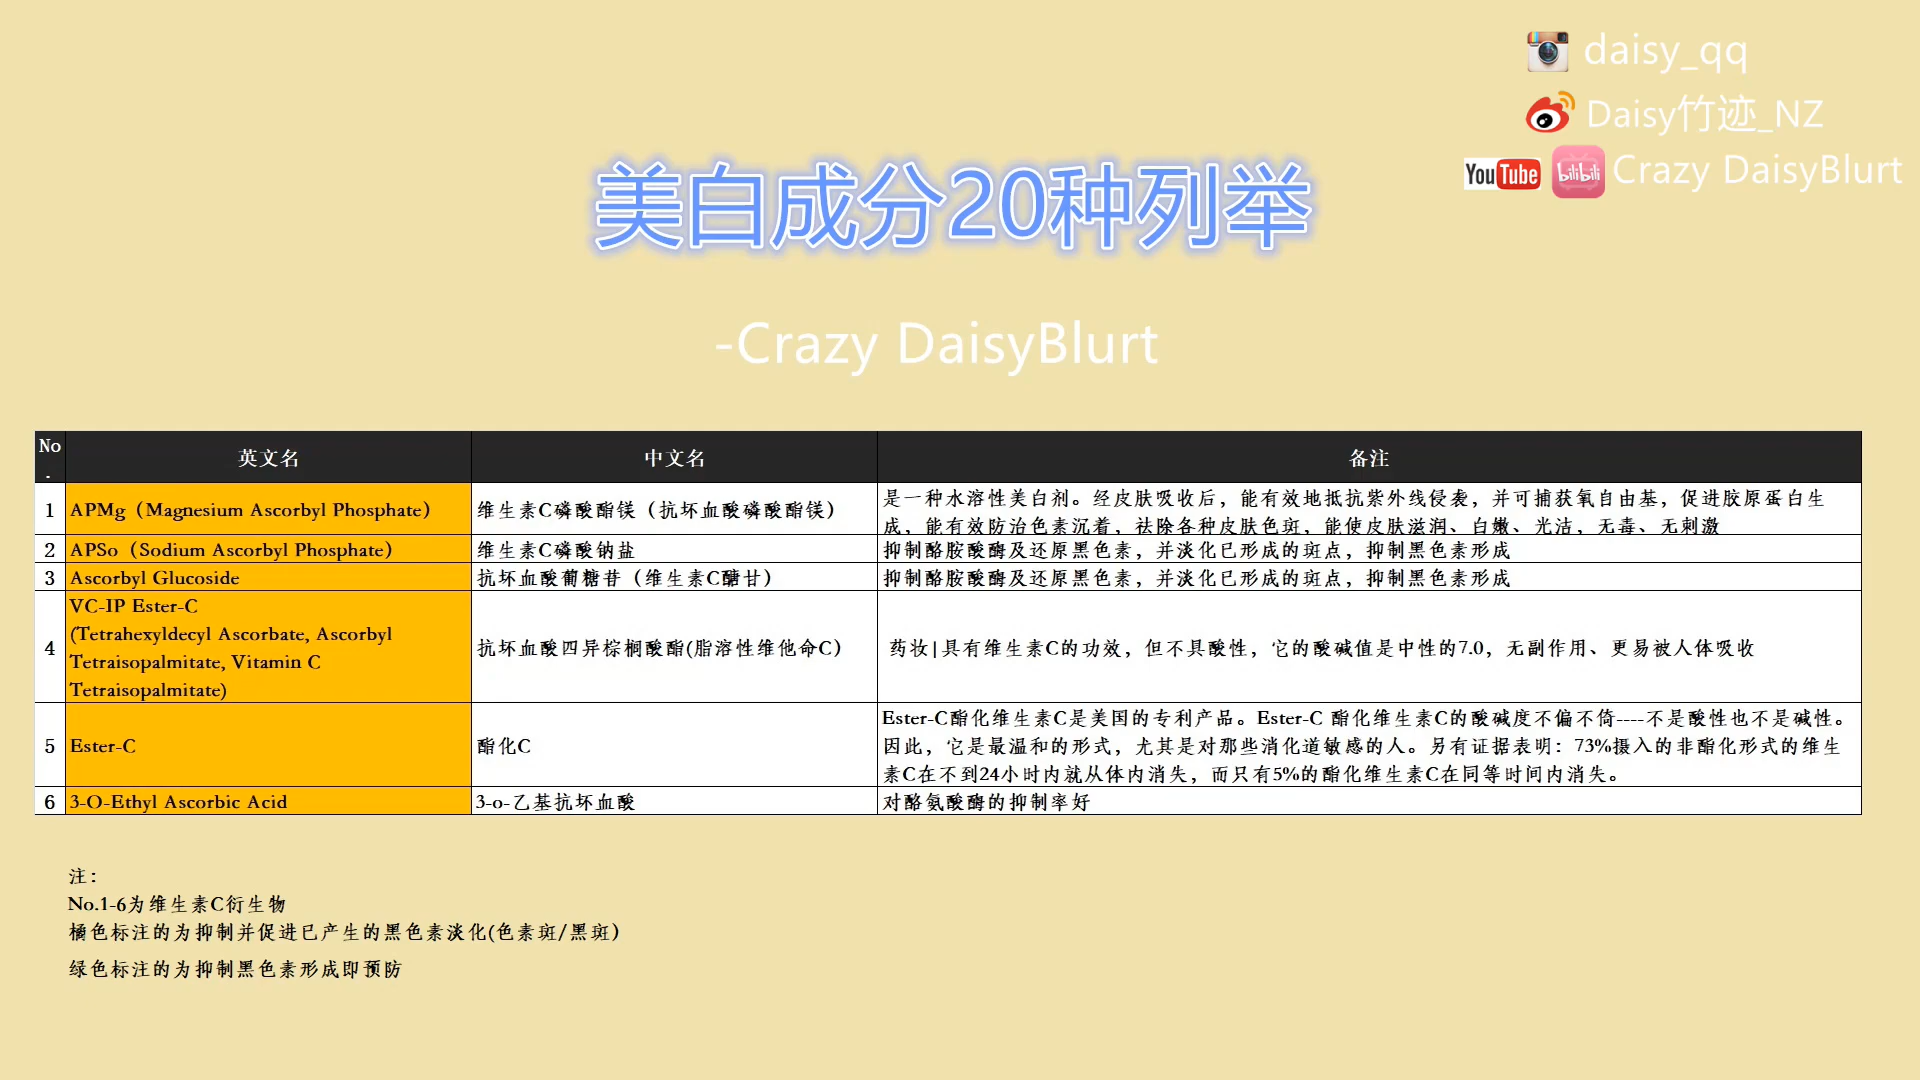 daisy_qq
Daisy竹迹_NZ
YouTube bilibili Crazy DaisyBlurt
美白成分20种列举
-Crazy DaisyBlurt
No. 英文名 中文名 备注
1 APMg（Magnesium Ascorbyl Phosphate） 维生素C磷酸酯镁（抗坏血酸磷酸酯镁） 是一种水溶性美白剂。经皮肤吸收后，能有效地抵抗紫外线侵袭，并可捕获氧自由基，促进胶原蛋白生
成，能有效防治色素沉着，祛除各种皮肤色斑，能使皮肤滋润、白嫩、光洁，无毒、无刺激
2 APSo（Sodium Ascorbyl Phosphate） 维生素C磷酸钠盐 抑制酪胺酸酶及还原黑色素，并淡化已形成的斑点，抑制黑色素形成
3 Ascorbyl Glucoside 抗坏血酸葡糖苷（维生素C醣甘） 抑制酪胺酸酶及还原黑色素，并淡化已形成的斑点，抑制黑色素形成
4 VC-IP Ester-C
(Tetrahexyldecyl Ascorbate, Ascorbyl
Tetraisopalmitate, Vitamin C
Tetraisopalmitate) 抗坏血酸四异棕榈酸酯(脂溶性维他命C） 药妆|具有维生素C的功效，但不具酸性，它的酸碱值是中性的7.0，无副作用、更易被人体吸收
5 Ester-C 酯化C Ester-C酯化维生素C是美国的专利产品。Ester-C 酯化维生素C的酸碱度不偏不倚----不是酸性也不是碱性。
因此，它是最温和的形式，尤其是对那些消化道敏感的人。另有证据表明：73%摄入的非酯化形式的维生
素C在不到24小时内就从体内消失，而只有5%的酯化维生素C在同等时间内消失。
6 3-O-Ethyl Ascorbic Acid 3-o-乙基抗坏血酸 对酪氨酸酶的抑制率好
注：
No.1-6为维生素C衍生物
橘色标注的为抑制并促进已产生的黑色素淡化(色素斑/黑斑）
绿色标注的为抑制黑色素形成即预防